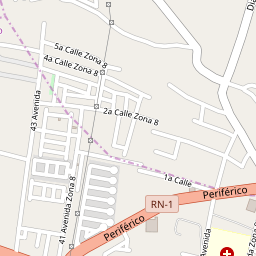 5a Calle Zona 8
4a Calle Zona 8
2a Calle Zona 8
43 Avenida
41 Avenida Zona 8
1a Calle
RN-1
Periférico
Periférico
Periférico